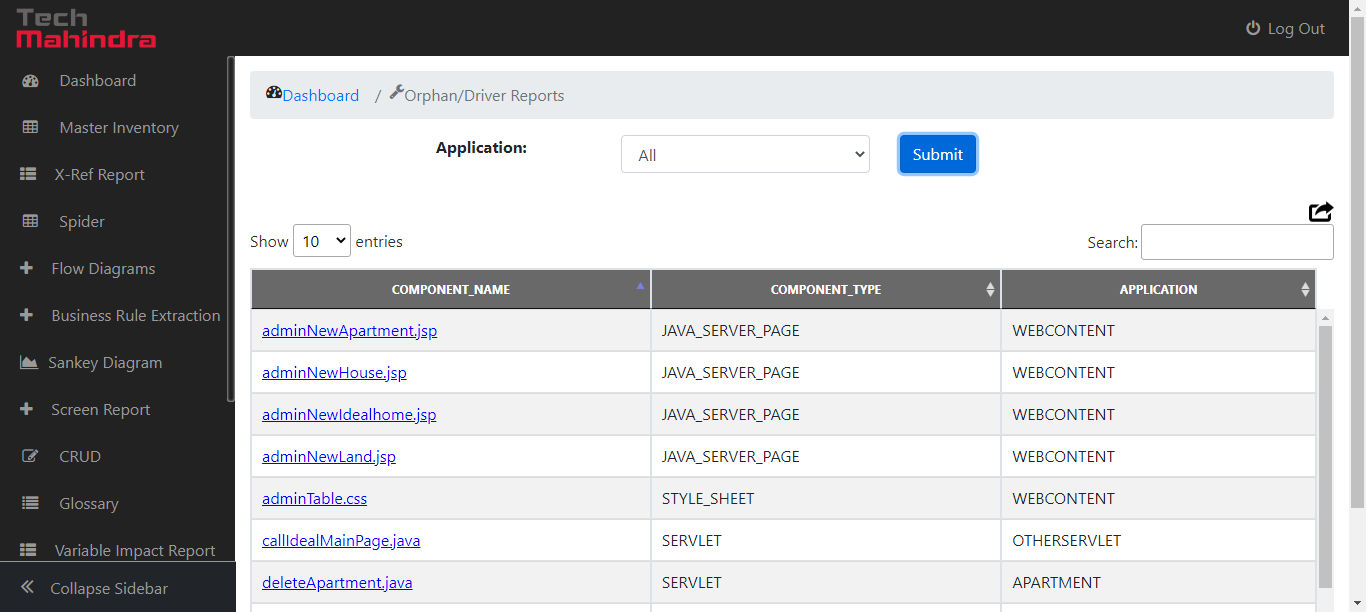 Tech
Mahindra
Log Out
Dashboard
Master Inventory
X-Ref Report
Spider
Flow Diagrams
Business Rule Extraction
Sankey Diagram
Screen Report
CRUD
Glossary
Variable Impact Report
Collapse Sidebar
Dashboard / Orphan/Driver Reports
Application: All Submit
Show 10 entries Search:
COMPONENT_NAME COMPONENT_TYPE APPLICATION
adminNewApartment.jsp JAVA_SERVER_PAGE WEBCONTENT
adminNewHouse.jsp JAVA_SERVER_PAGE WEBCONTENT
adminNewIdealhome.jsp JAVA_SERVER_PAGE WEBCONTENT
adminNewLand.jsp JAVA_SERVER_PAGE WEBCONTENT
adminTable.css STYLE_SHEET WEBCONTENT
callIdealMainPage.java SERVLET OTHERSERVLET
deleteApartment.java SERVLET APARTMENT